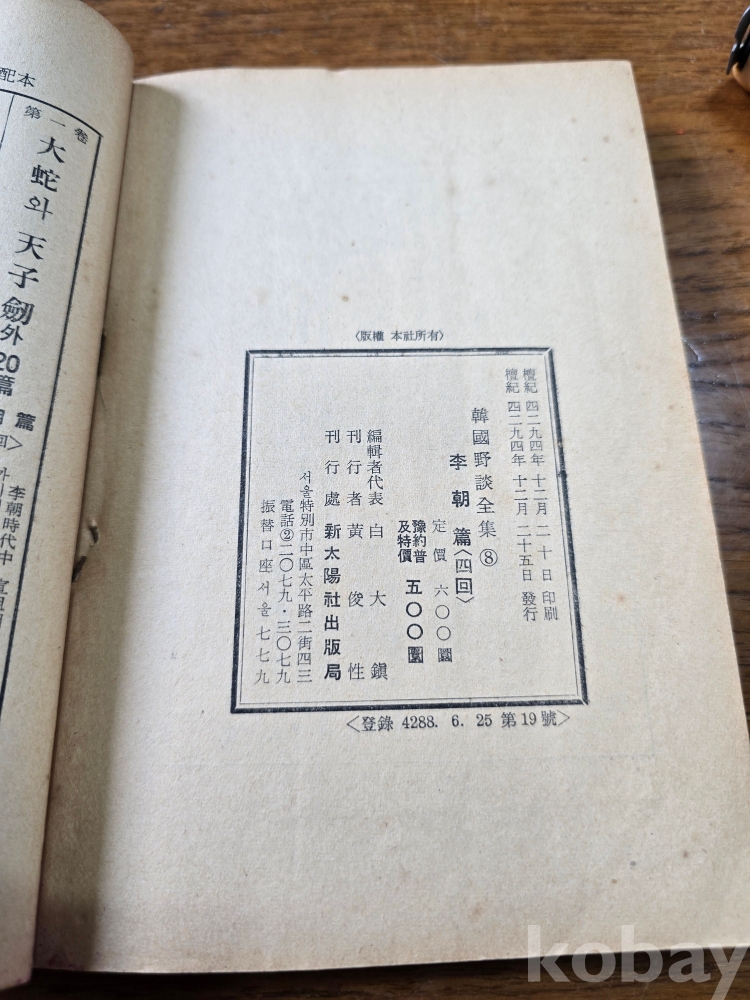 配本
第一卷
大蛇와 天子劒
外20篇
李朝時代中
〈版權 本社所有〉
檀紀 四二九四年 十二月 二十日 印刷
檀紀 四二九四年 十二月 二十五日 發行
韓國野談全集⑧
李朝篇〈四回〉
定價 六〇〇圜
豫約普及特價 五〇〇圜
編輯者代表 白大鎭
刊行者 黃俊性
刊行處 新太陽社出版局
서울特別市中區太平路二街四三
電話②二〇七九・三〇七九
振替口座서울七七九
<登錄 4288. 6. 25 第19號>
kobay